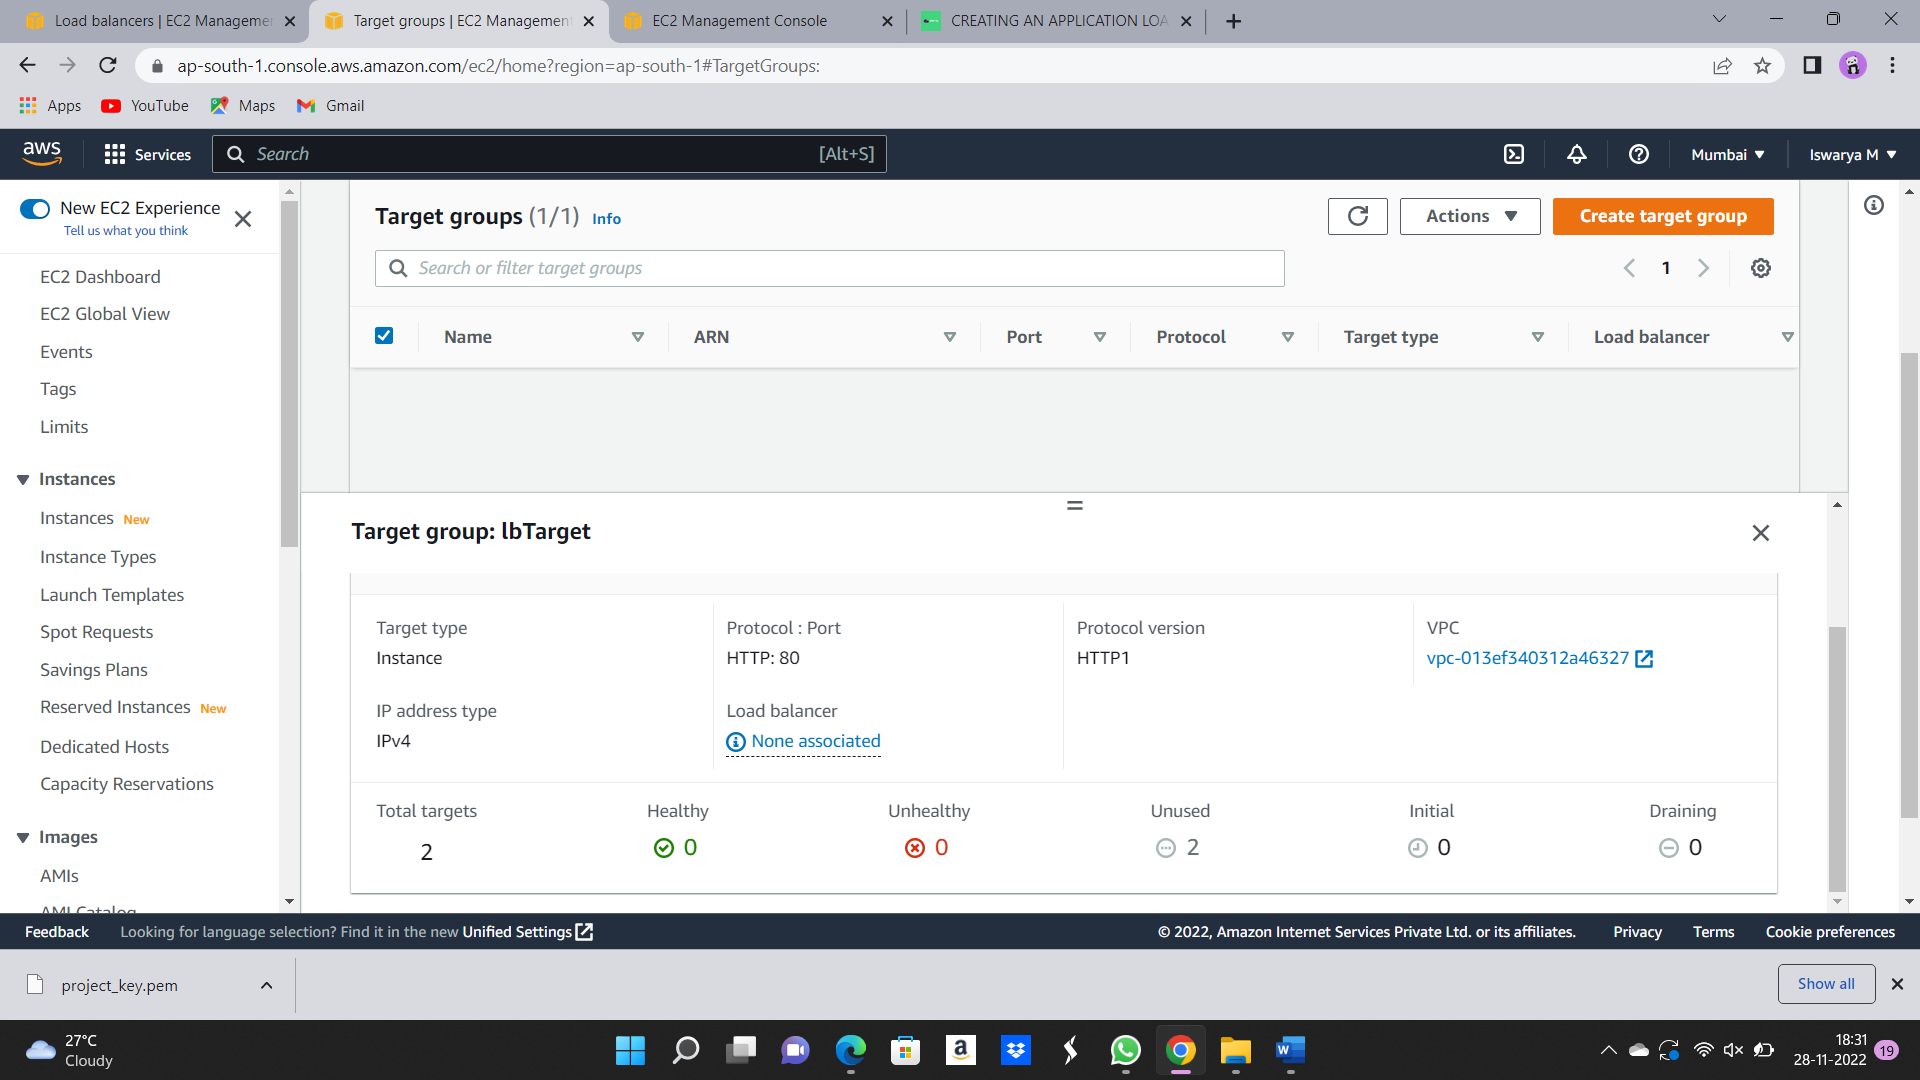 Load balancers | EC2 Manageme
Target groups | EC2 Management
EC2 Management Console
CREATING AN APPLICATION LOA
ap-south-1.console.aws.amazon.com/ec2/home?region=ap-south-1#TargetGroups:
Apps
YouTube
Maps
Gmail
aws
Services
Search
[Alt+S]
Mumbai
Iswarya M
New EC2 Experience
Tell us what you think
EC2 Dashboard
EC2 Global View
Events
Tags
Limits
Instances
Instances New
Instance Types
Launch Templates
Spot Requests
Savings Plans
Reserved Instances New
Dedicated Hosts
Capacity Reservations
Images
AMIs
AMI Catalog
Target groups (1/1) Info
Actions
Create target group
Search or filter target groups
1
Name
ARN
Port
Protocol
Target type
Load balancer
Target group: lbTarget
Target type
Instance
Protocol : Port
HTTP: 80
Protocol version
HTTP1
VPC
vpc-013ef340312a46327
IP address type
IPv4
Load balancer
None associated
Total targets
2
Healthy
0
Unhealthy
0
Unused
2
Initial
0
Draining
0
Feedback
Looking for language selection? Find it in the new Unified Settings
© 2022, Amazon Internet Services Private Ltd. or its affiliates.
Privacy
Terms
Cookie preferences
project_key.pem
Show all
27°C
Cloudy
18:31
28-11-2022
19